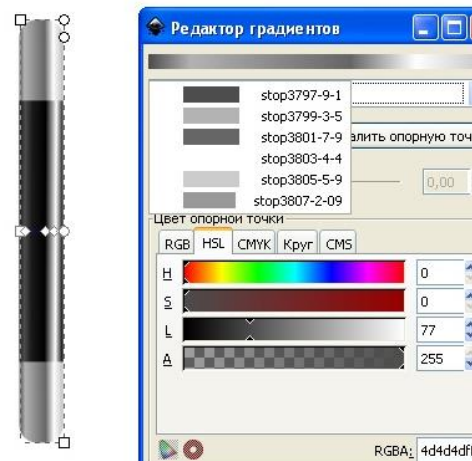 Редактор градиентов
stop3797-9-1
stop3799-3-5
stop3801-7-9
алить опорную точ
stop3803-4-4
stop3805-5-9
0,00
stop3807-2-09
Цвет опорной точки
RGB HSL CMYK Круг CMS
H 0
S 0
L 77
A 255
RGBA: 4d4d4dff